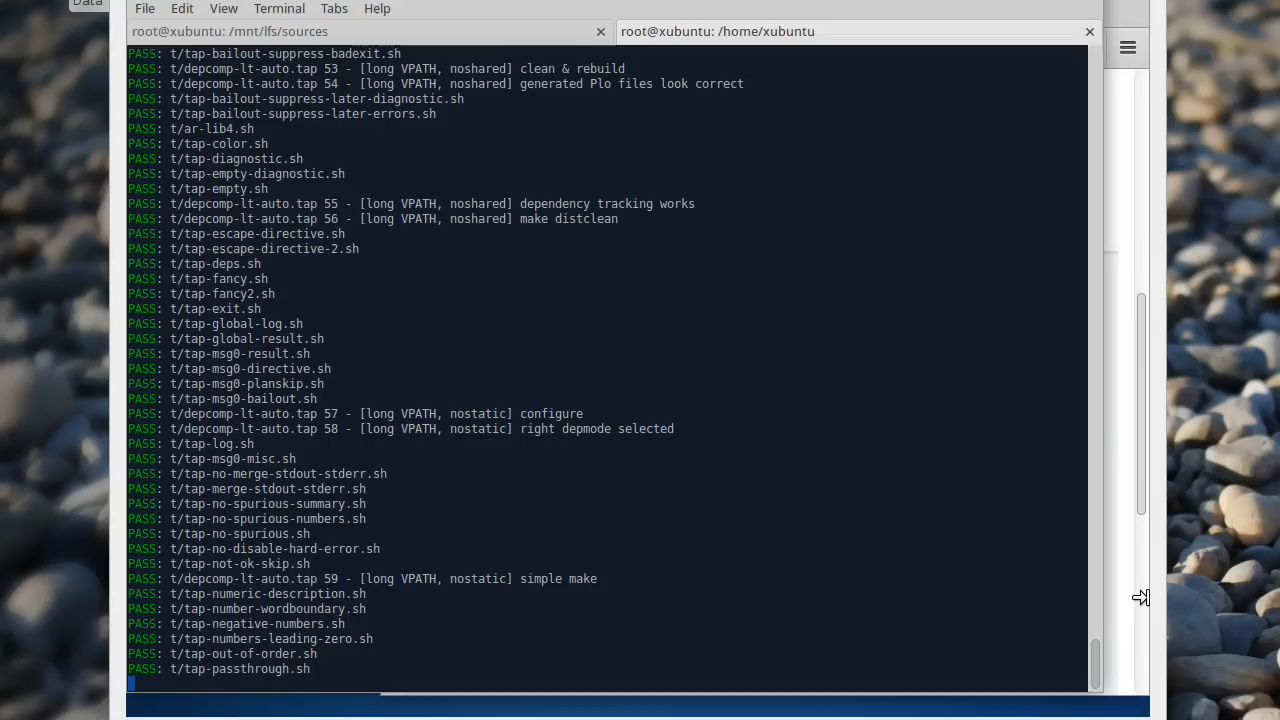 Data
File Edit View Terminal Tabs Help
root@xubuntu: /mnt/lfs/sources
root@xubuntu: /home/xubuntu
PASS: t/tap-bailout-suppress-badexit.sh
PASS: t/depcomp-lt-auto.tap 53 - [long VPATH, noshared] clean & rebuild
PASS: t/depcomp-lt-auto.tap 54 - [long VPATH, noshared] generated Plo files look correct
PASS: t/tap-bailout-suppress-later-diagnostic.sh
PASS: t/tap-bailout-suppress-later-errors.sh
PASS: t/ar-lib4.sh
PASS: t/tap-color.sh
PASS: t/tap-diagnostic.sh
PASS: t/tap-empty-diagnostic.sh
PASS: t/tap-empty.sh
PASS: t/depcomp-lt-auto.tap 55 - [long VPATH, noshared] dependency tracking works
PASS: t/depcomp-lt-auto.tap 56 - [long VPATH, noshared] make distclean
PASS: t/tap-escape-directive.sh
PASS: t/tap-escape-directive-2.sh
PASS: t/tap-deps.sh
PASS: t/tap-fancy.sh
PASS: t/tap-fancy2.sh
PASS: t/tap-exit.sh
PASS: t/tap-global-log.sh
PASS: t/tap-global-result.sh
PASS: t/tap-msg0-result.sh
PASS: t/tap-msg0-directive.sh
PASS: t/tap-msg0-planskip.sh
PASS: t/tap-msg0-bailout.sh
PASS: t/depcomp-lt-auto.tap 57 - [long VPATH, nostatic] configure
PASS: t/depcomp-lt-auto.tap 58 - [long VPATH, nostatic] right depmode selected
PASS: t/tap-log.sh
PASS: t/tap-msg0-misc.sh
PASS: t/tap-no-merge-stdout-stderr.sh
PASS: t/tap-merge-stdout-stderr.sh
PASS: t/tap-no-spurious-summary.sh
PASS: t/tap-no-spurious-numbers.sh
PASS: t/tap-no-spurious.sh
PASS: t/tap-no-disable-hard-error.sh
PASS: t/tap-not-ok-skip.sh
PASS: t/depcomp-lt-auto.tap 59 - [long VPATH, nostatic] simple make
PASS: t/tap-numeric-description.sh
PASS: t/tap-number-wordboundary.sh
PASS: t/tap-negative-numbers.sh
PASS: t/tap-numbers-leading-zero.sh
PASS: t/tap-out-of-order.sh
PASS: t/tap-passthrough.sh